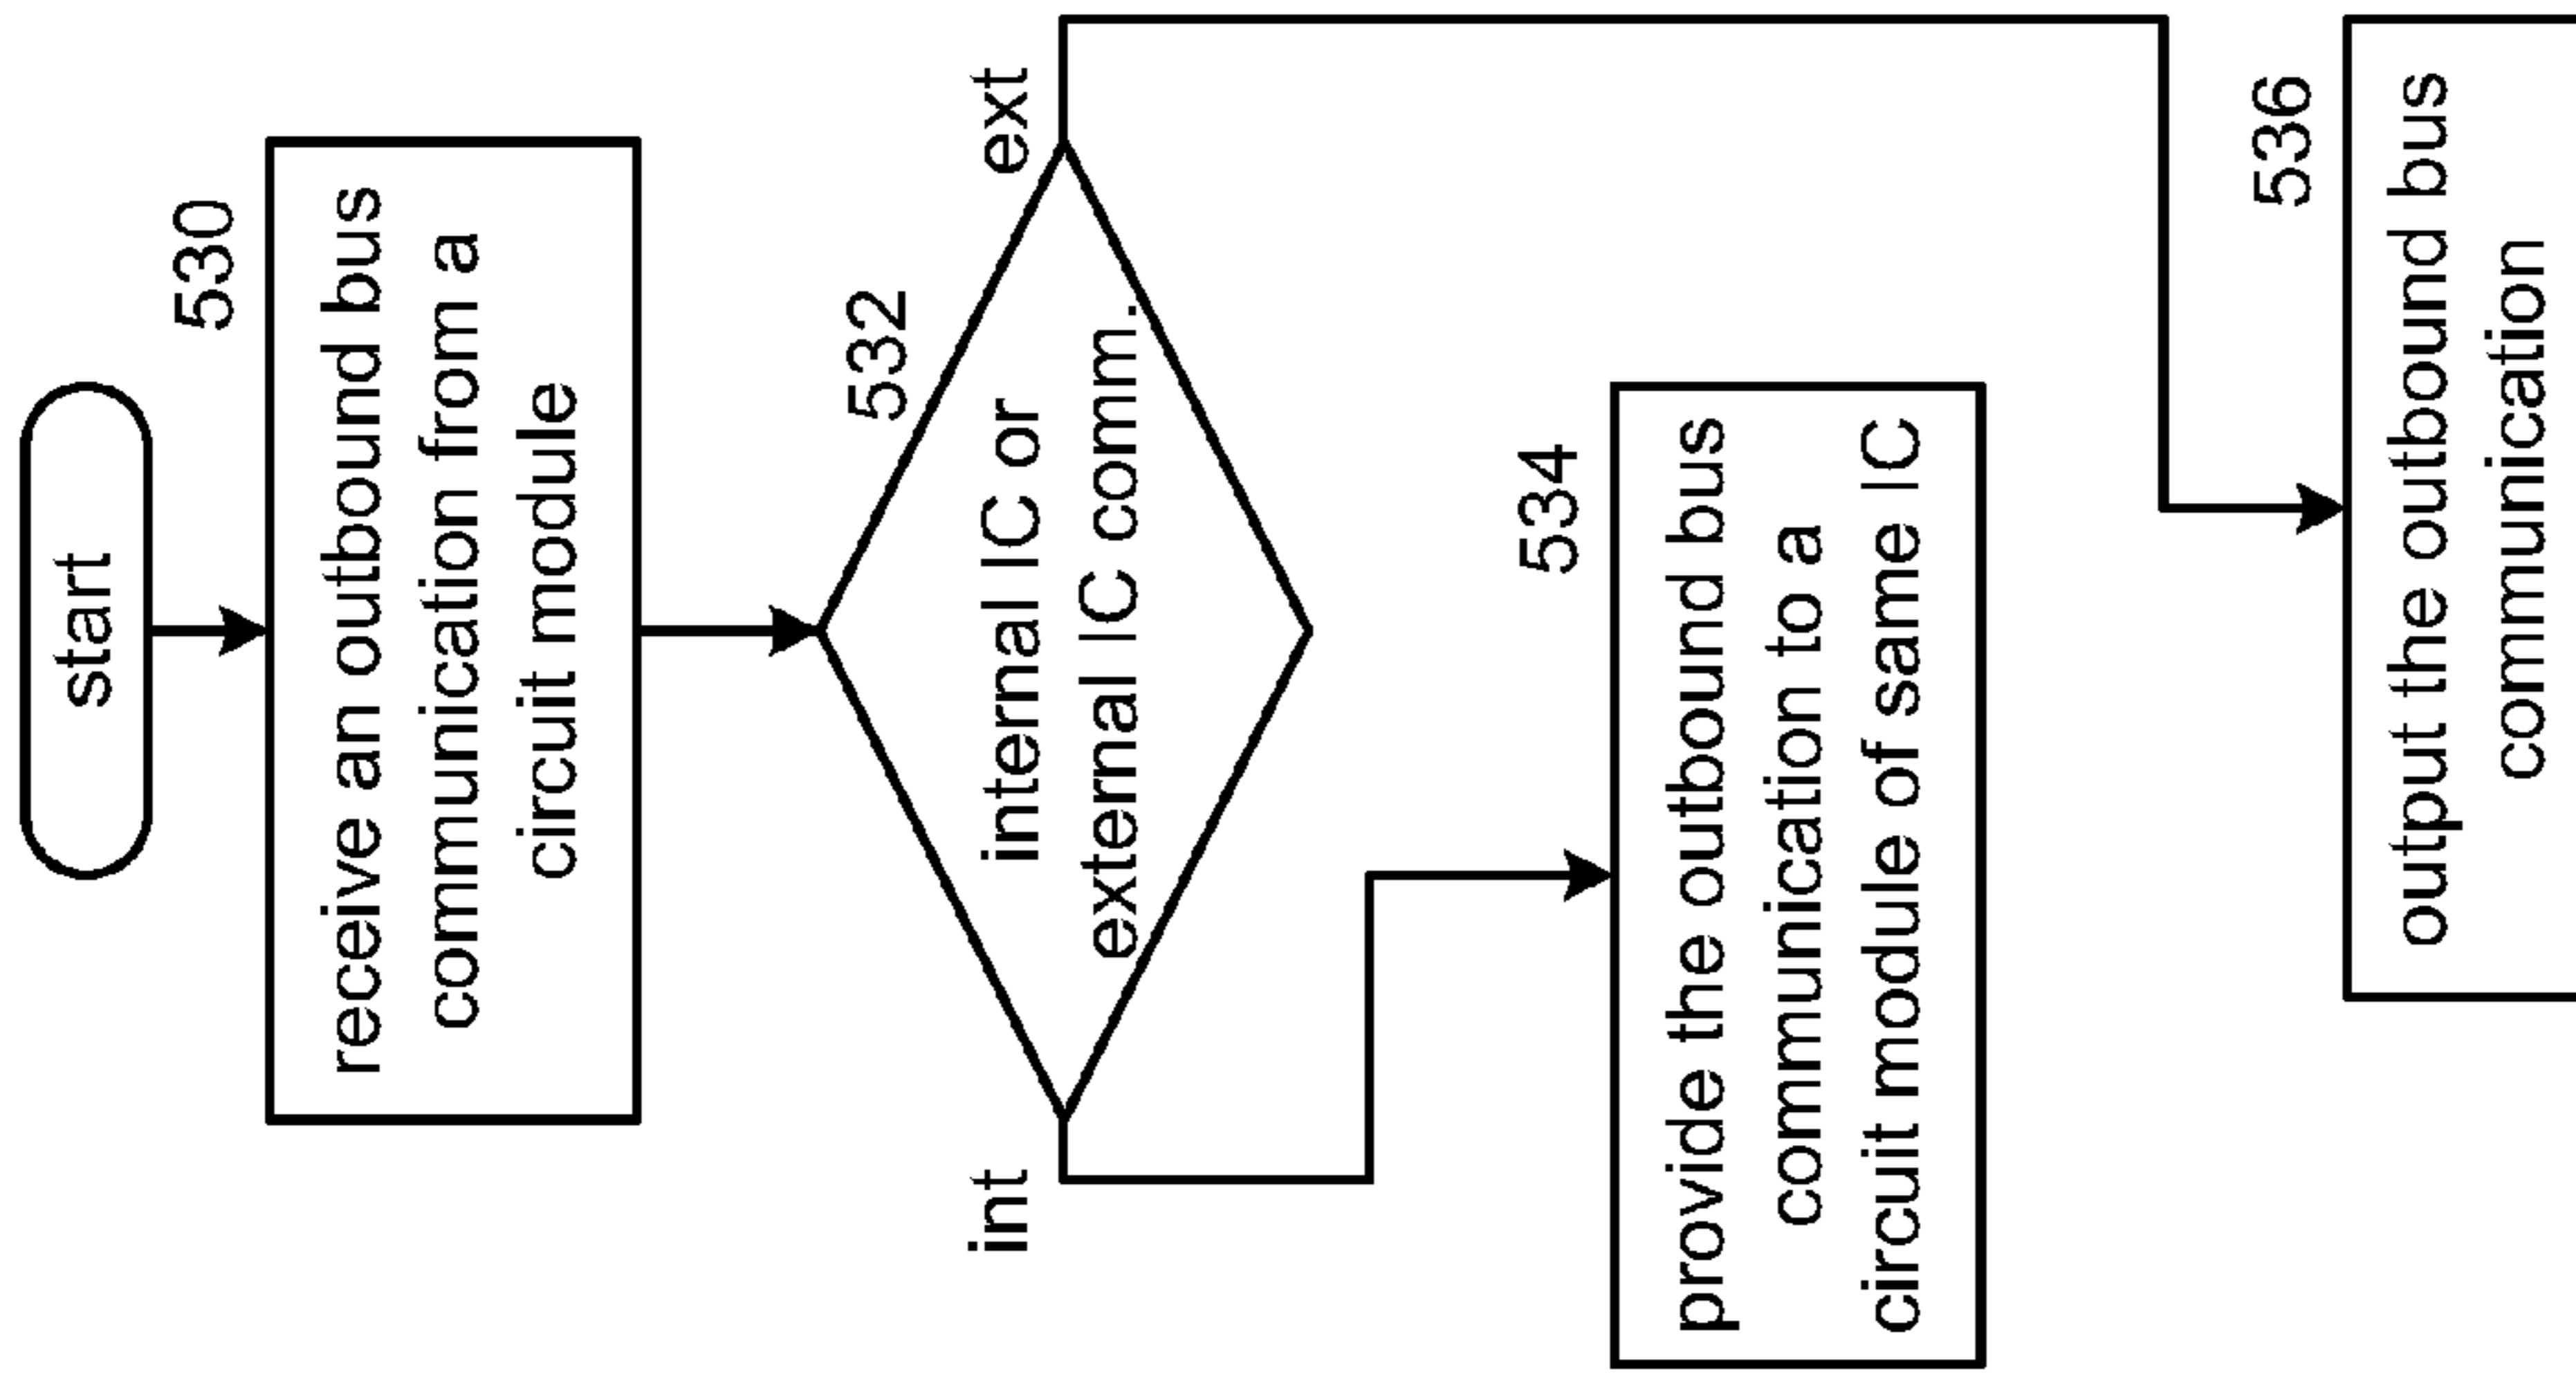 start
530
receive an outbound bus
communication from a
circuit module
532
internal IC or
external IC comm.
int
ext
534
provide the outbound bus
communication to a
circuit module of same IC
536
output the outbound bus
communication